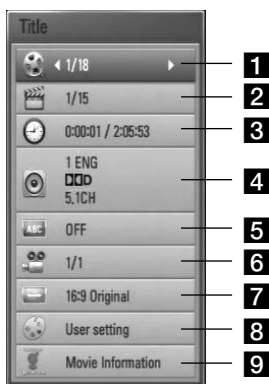 Title
1/18 1
1/15 2
0:00:01 / 2:05:53 3
1 ENG
DD D 4
5.1CH
ABC OFF 5
1/1 6
16:9 Original 7
User setting 8
Movie Information 9